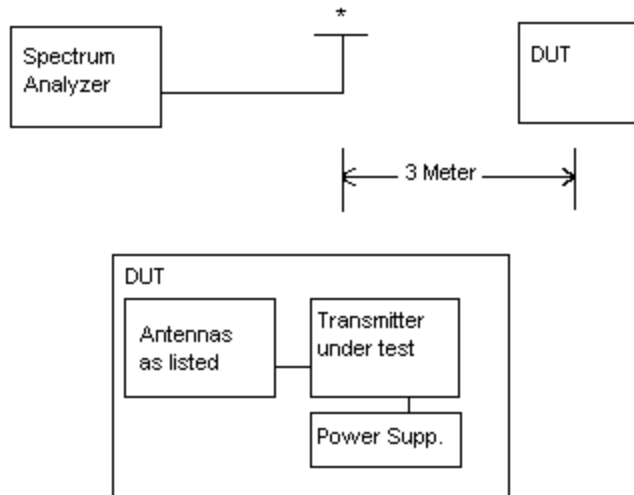 *
Spectrum
Analyzer
DUT
3 Meter
DUT
Antennas
as listed
Transmitter
under test
Power Supp.